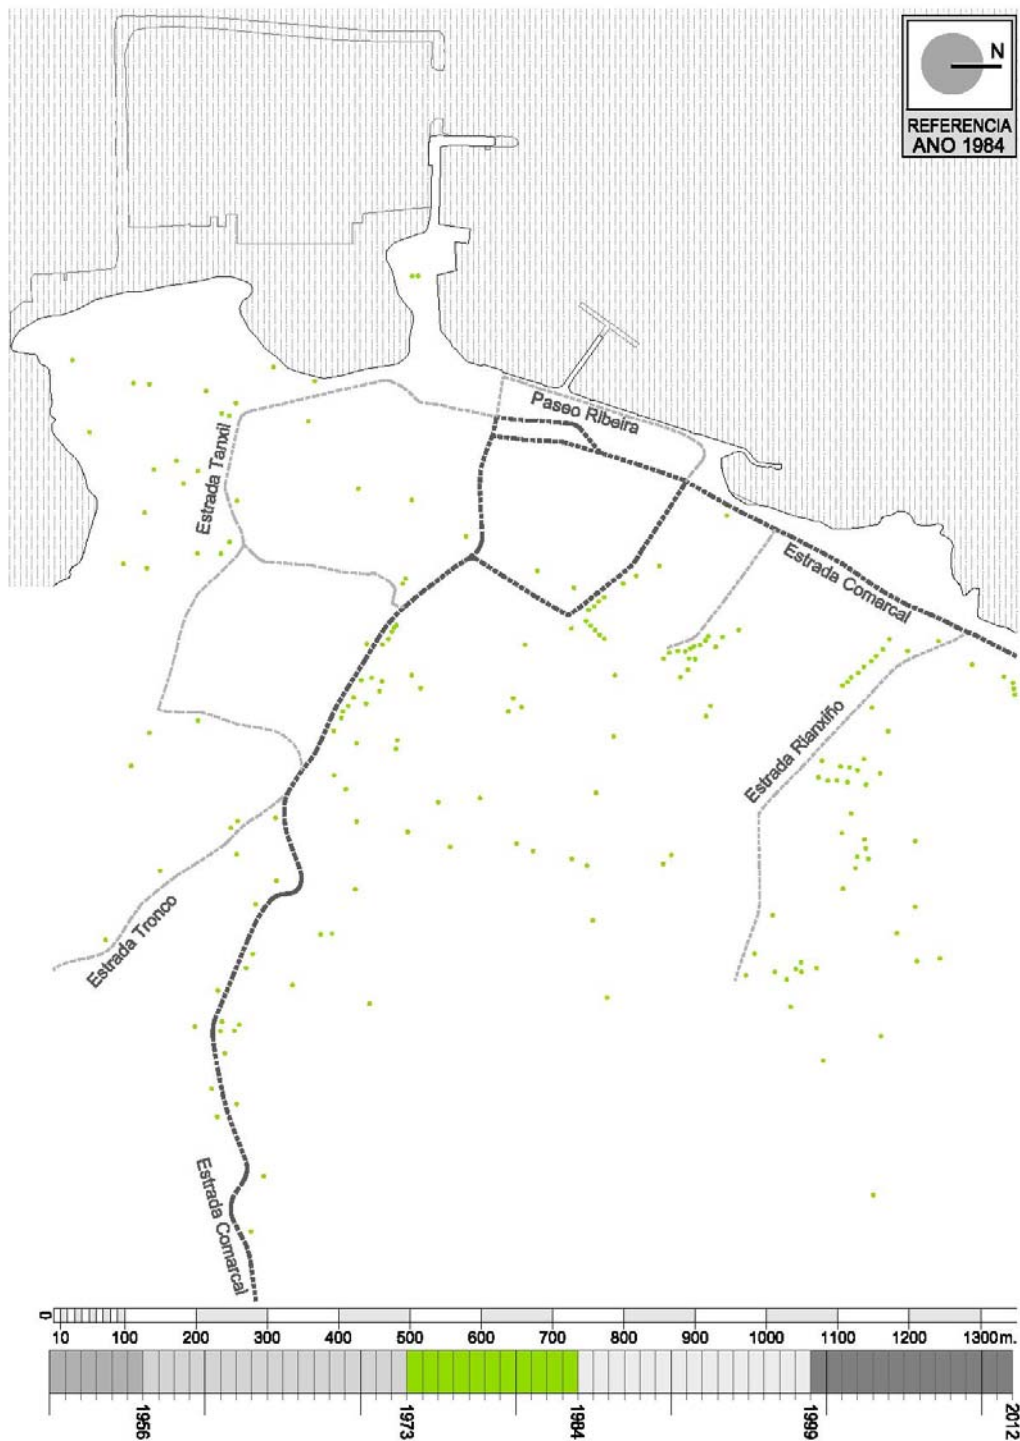 N
REFERENCIA
ANO 1984
Paseo Ribeira
Estrada Tanxil
Estrada Comarcal
Estrada Rianxiño
Estrada Tronco
Estrada Comarcal
0
10 100 200 300 400 500 600 700 800 900 1000 1100 1200 1300m.
1956 1973 1984 1999 2012